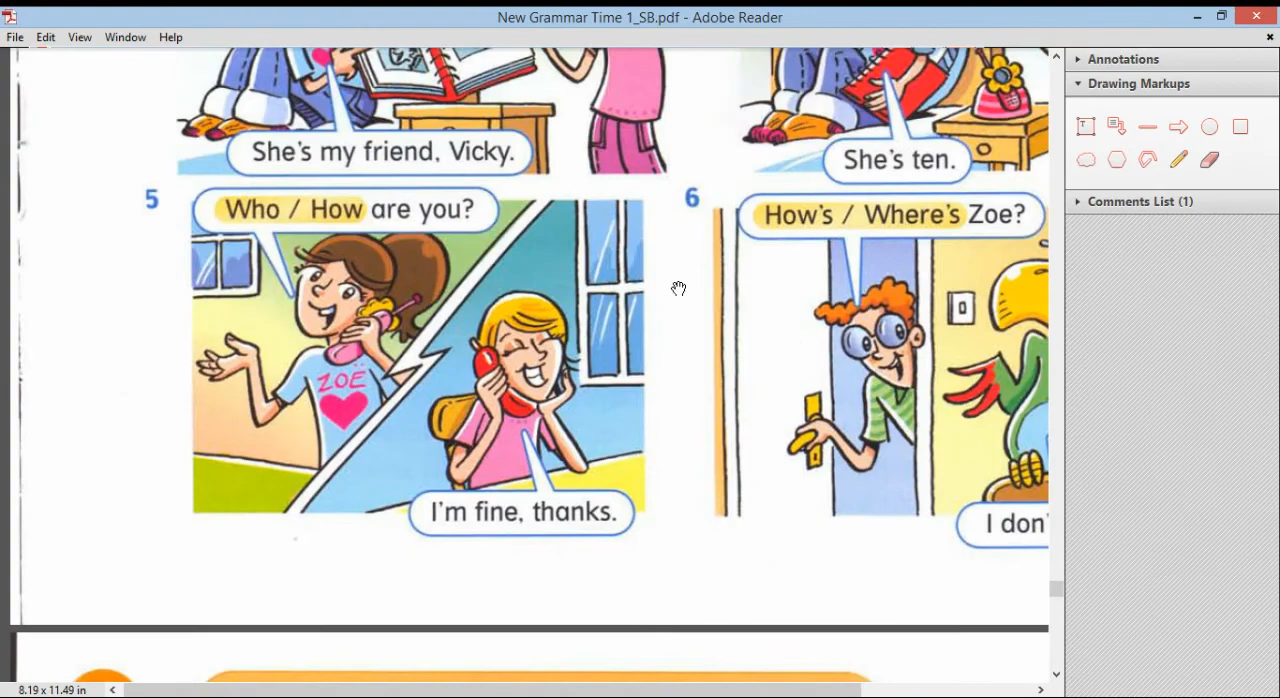 New Grammar Time 1_SB.pdf - Adobe Reader
File Edit View Window Help
Annotations
Drawing Markups
T
Comments List (1)
She's my friend, Vicky.
She's ten.
5
Who / How are you?
ZOË
I'm fine, thanks.
6
How's / Where's Zoe?
I don'
8.19 x 11.49 in